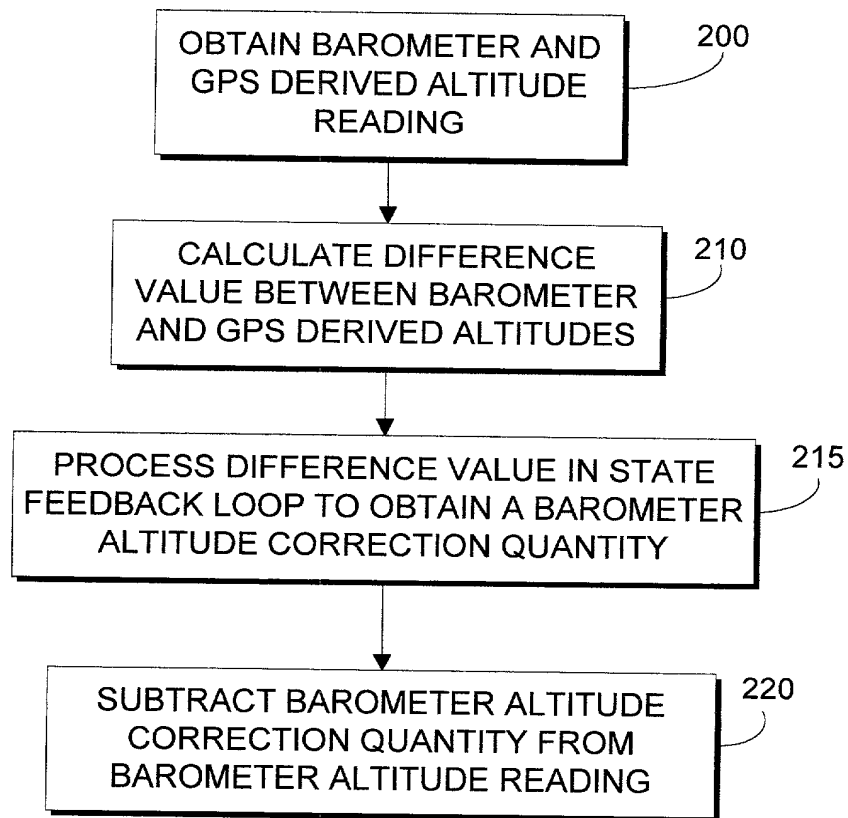 OBTAIN BAROMETER AND
GPS DERIVED ALTITUDE
READING
200
CALCULATE DIFFERENCE
VALUE BETWEEN BAROMETER
AND GPS DERIVED ALTITUDES
210
PROCESS DIFFERENCE VALUE IN STATE
FEEDBACK LOOP TO OBTAIN A BAROMETER
ALTITUDE CORRECTION QUANTITY
215
SUBTRACT BAROMETER ALTITUDE
CORRECTION QUANTITY FROM
BAROMETER ALTITUDE READING
220